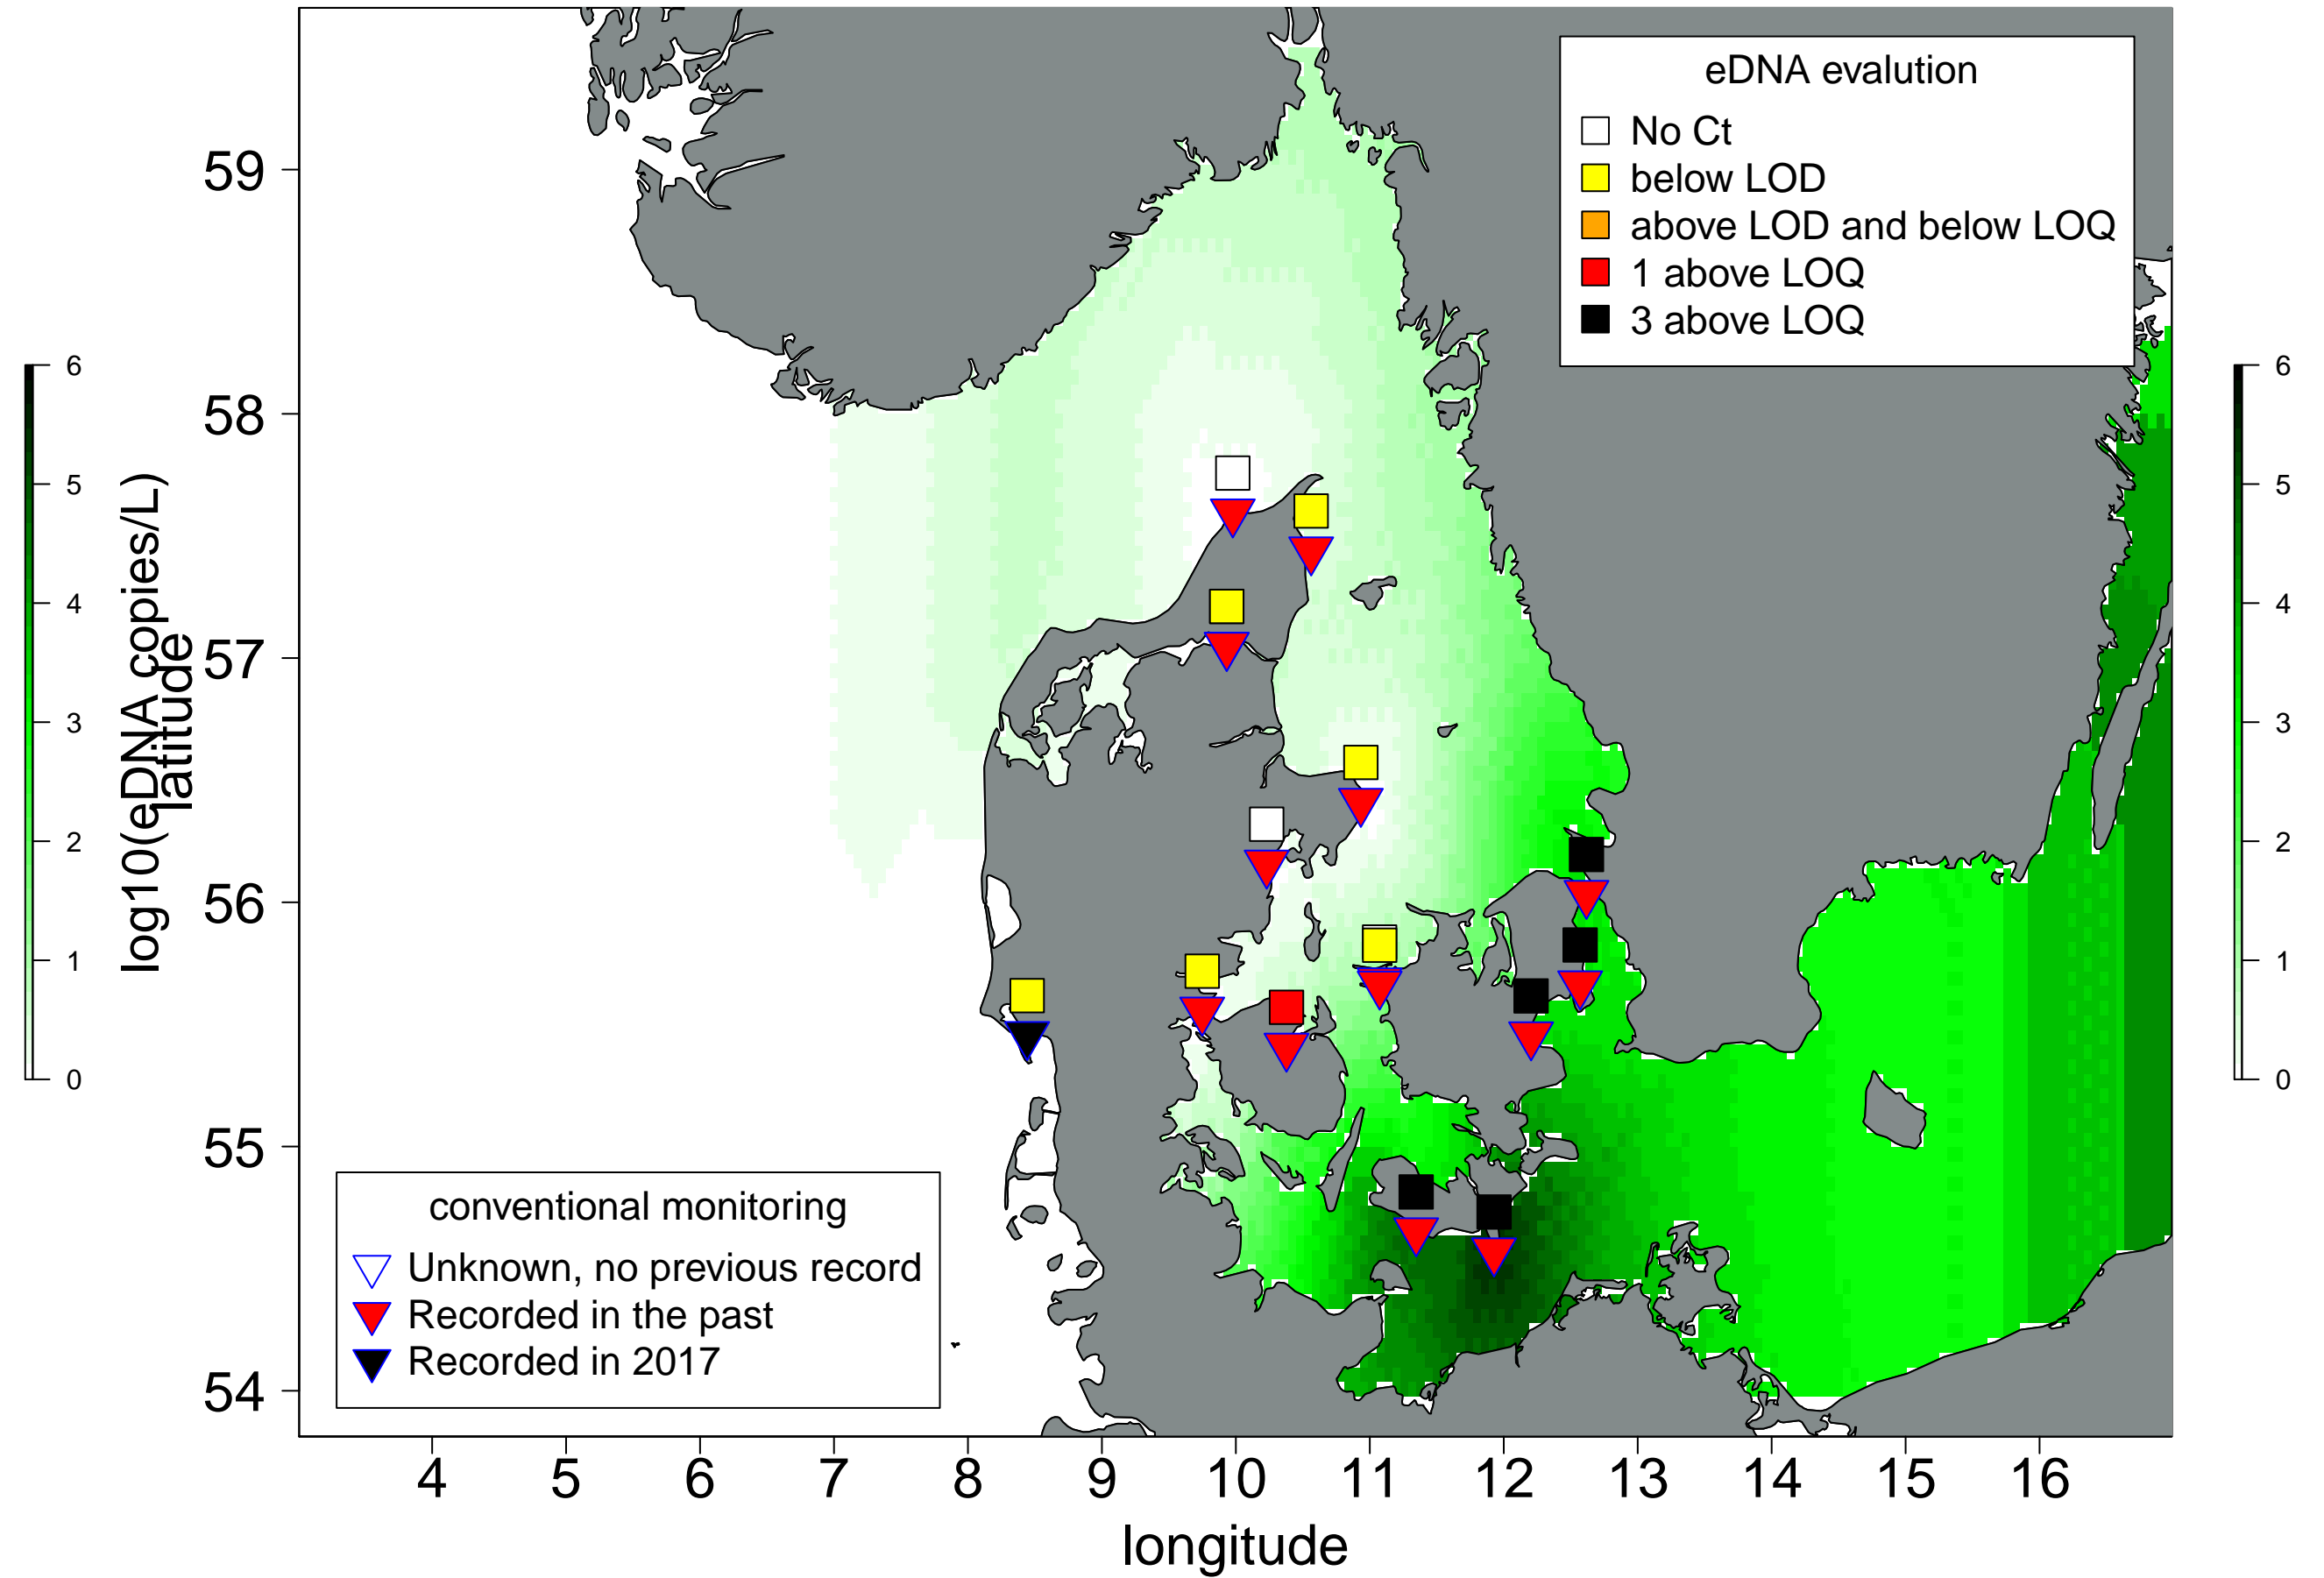 eDNA evalution
No Ct
below LOD
above LOD and below LOQ
1 above LOQ
3 above LOQ
59
58
57
56
55
54
latitude
log10(eDNA copies/L)
6
5
4
3
2
1
0
6
5
4
3
2
1
0
conventional monitoring
Unknown, no previous record
Recorded in the past
Recorded in 2017
4 5 6 7 8 9 10 11 12 13 14 15 16
longitude